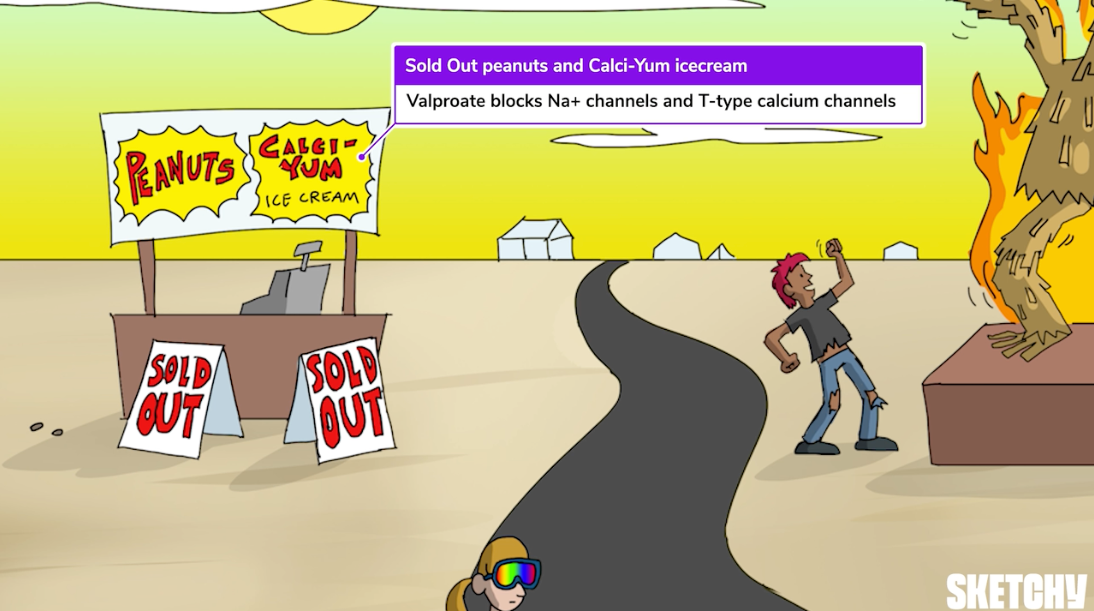 Sold Out peanuts and Calci-Yum icecream
Valproate blocks Na+ channels and T-type calcium channels
PEANUTS
CALCI-
YUM
ICE CREAM
SOLD
OUT
SOLD
OUT
SKETCHY